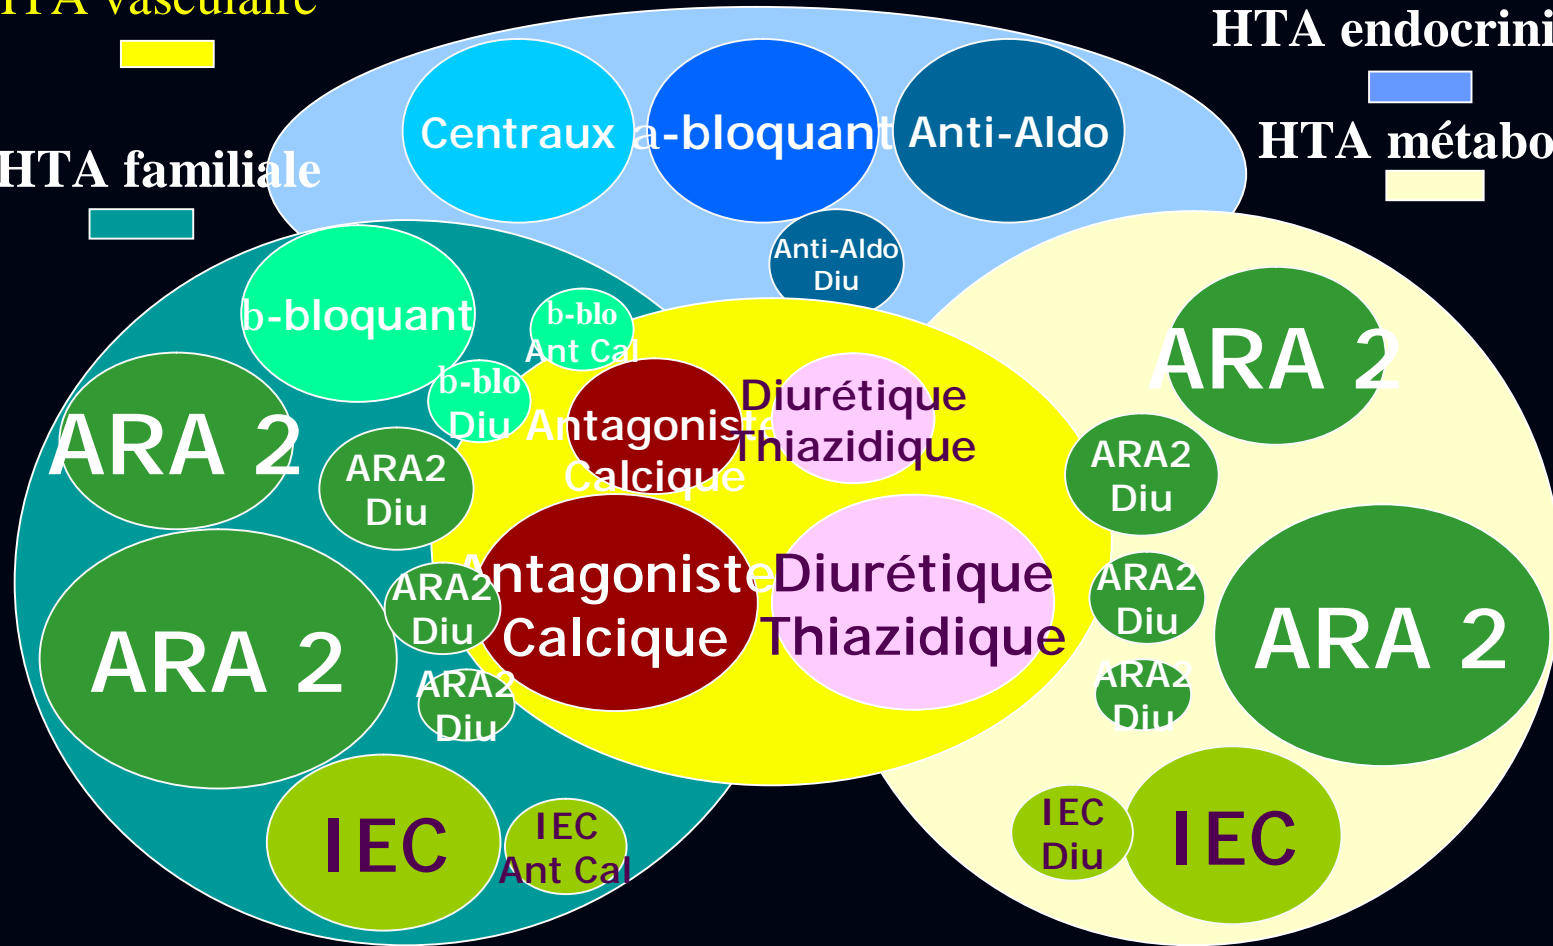 HTA vasculaire
HTA endocrini
HTA métabo
HTA familiale
Centraux
a-bloquant
Anti-Aldo
Anti-Aldo
Diu
b-bloquant
b-blo
Ant Cal
b-blo
Diu
ARA 2
ARA2
Diu
Antagoniste
Calcique
Diurétique
Thiazidique
ARA 2
ARA2
Diu
Antagoniste
Calcique
Diurétique
Thiazidique
ARA2
Diu
ARA 2
ARA2
Diu
ARA2
Diu
ARA 2
ARA2
Diu
IEC
IEC
Ant Cal
IEC
Diu
IEC